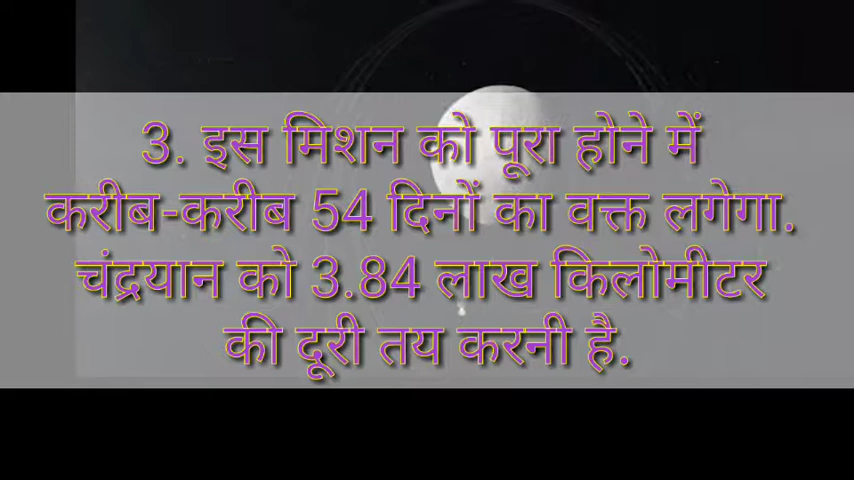 3. इस मिशन को पूरा होने में
करीब-करीब 54 दिनों का वक्त लगेगा.
चंद्रयान को 3.84 लाख किलोमीटर
की दूरी तय करनी है.